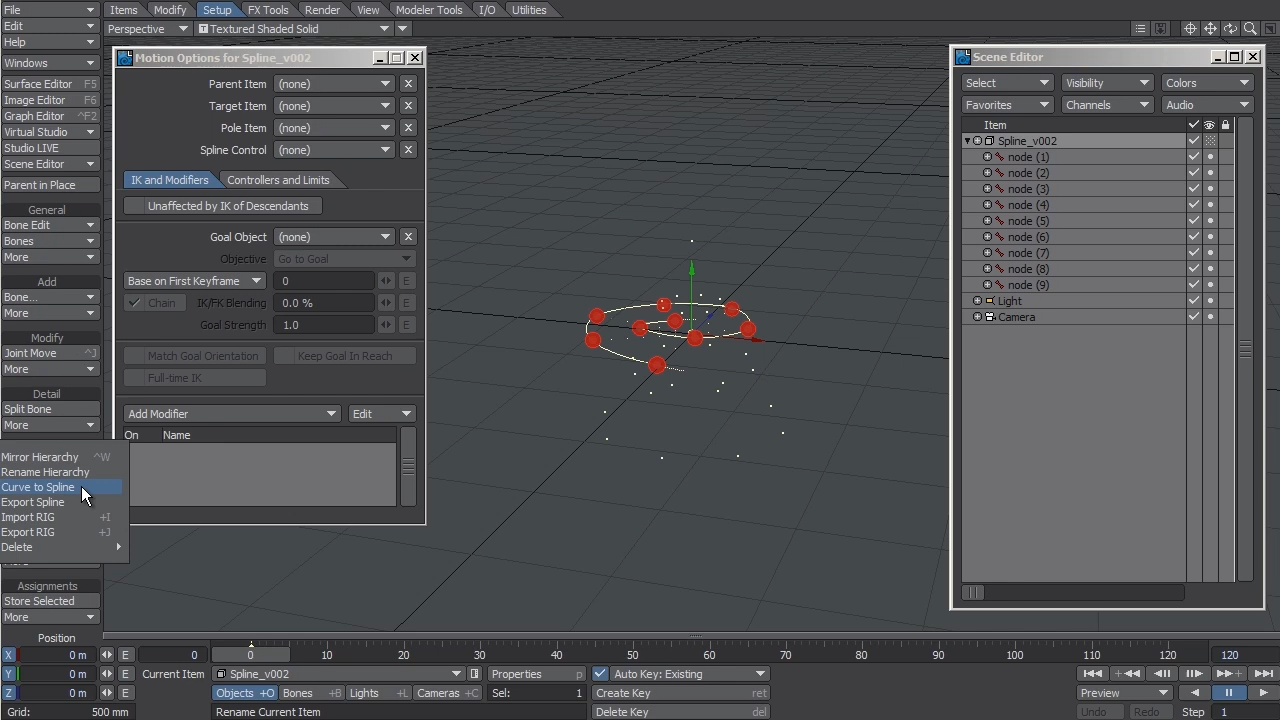 File
Edit
Help
Windows
Surface Editor F5
Image Editor F6
Graph Editor ^F2
Virtual Studio
Studio LIVE
Scene Editor
Parent in Place
General
Bone Edit
Bones
More
Add
Bone...
More
Modify
Joint Move ^J
More
Detail
Split Bone
More
Mirror Hierarchy ^W
Rename Hierarchy
Curve to Spline
Export Spline
Import RIG +I
Export RIG +J
Delete
Assignments
Store Selected
More
Items Modify Setup FX Tools Render View Modeler Tools I/O Utilities
Perspective T Textured Shaded Solid
Motion Options for Spline_v002
Parent Item (none) X
Target Item (none) X
Pole Item (none) X
Spline Control (none) X
IK and Modifiers Controllers and Limits
Unaffected by IK of Descendants
Goal Object (none) X
Objective Go to Goal
Base on First Keyframe 0 E
Chain IK/FK Blending 0.0 % E
Goal Strength 1.0 E
Match Goal Orientation Keep Goal In Reach
Full-time IK
Add Modifier Edit
On Name
Scene Editor
Select Visibility Colors
Favorites Channels Audio
Item
Spline_v002
node (1)
node (2)
node (3)
node (4)
node (5)
node (6)
node (7)
node (8)
node (9)
Light
Camera
Position
X 0 m E 0 0 10 20 30 40 50 60 70 80 90 100 110 120 120
Y 0 m E Current Item Spline_v002 Properties p Auto Key: Existing
Z 0 m E Objects +O Bones +B Lights +L Cameras +C Sel: 1 Create Key ret Preview
Grid: 500 mm Rename Current Item Delete Key del Undo Redo Step 1